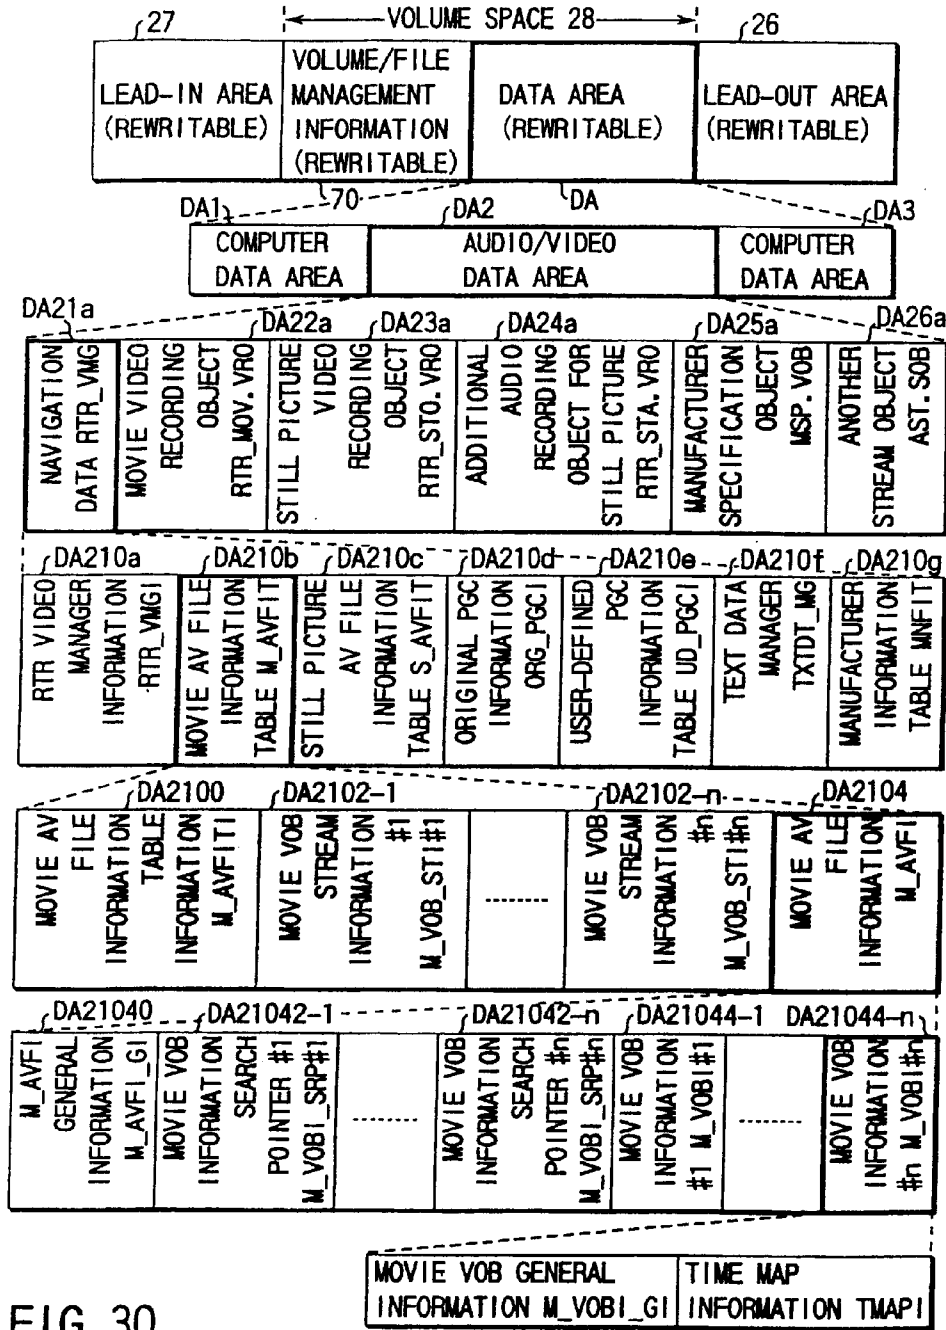 27
VOLUME SPACE 28
26
LEAD-IN AREA
(REWRITABLE)
VOLUME/FILE
MANAGEMENT
INFORMATION
(REWRITABLE)
DATA AREA
(REWRITABLE)
LEAD-OUT AREA
(REWRITABLE)
70
DA
DA1
DA2
DA3
COMPUTER
DATA AREA
AUDIO/VIDEO
DATA AREA
COMPUTER
DATA AREA
DA21a
DA22a
DA23a
DA24a
DA25a
DA26a
NAVIGATION
DATA RTR_VMG
MOVIE VIDEO
RECORDING
OBJECT
RTR_MOV.VRO
STILL PICTURE
VIDEO
RECORDING
OBJECT
RTR_STO.VRO
ADDITIONAL
AUDIO
RECORDING
OBJECT FOR
STILL PICTURE
RTR_STA.VRO
MANUFACTURER
SPECIFICATION
OBJECT
MSP.VOB
ANOTHER
STREAM OBJECT
AST.SOB
DA210a
DA210b
DA210c
DA210d
DA210e
DA210f
DA210g
RTR VIDEO
MANAGER
INFORMATION
RTR_VMGI
MOVIE AV FILE
INFORMATION
TABLE M_AVFIT
STILL PICTURE
AV FILE
INFORMATION
TABLE S_AVFIT
ORIGINAL PGC
INFORMATION
ORG_PGCI
USER-DEFINED
PGC
INFORMATION
TABLE UD_PGCI
TEXT DATA
MANAGER
TXTDT_MG
MANUFACTURER
INFORMATION
TABLE MNFIT
DA2100
DA2102-1
DA2102-n
DA2104
MOVIE AV
FILE
INFORMATION
TABLE
INFORMATION
M_AVFITI
MOVIE VOB
STREAM
INFORMATION
#1
M_VOB_STI#1
MOVIE VOB
STREAM
INFORMATION
#n
M_VOB_STI#n
MOVIE AV
FILE
INFORMATION
M_AVFI
DA21040
DA21042-1
DA21042-n
DA21044-1
DA21044-n
M_AVFI
GENERAL
INFORMATION
M_AVFI_GI
MOVIE VOB
INFORMATION
SEARCH
POINTER #1
M_VOBI_SRP#1
MOVIE VOB
INFORMATION
SEARCH
POINTER #n
M_VOBI_SRP#n
MOVIE VOB
INFORMATION
#1 M_VOBI#1
MOVIE VOB
INFORMATION
#n M_VOBI#n
MOVIE VOB GENERAL
INFORMATION M_VOBI_GI
TIME MAP
INFORMATION TMAPI
FIG. 30